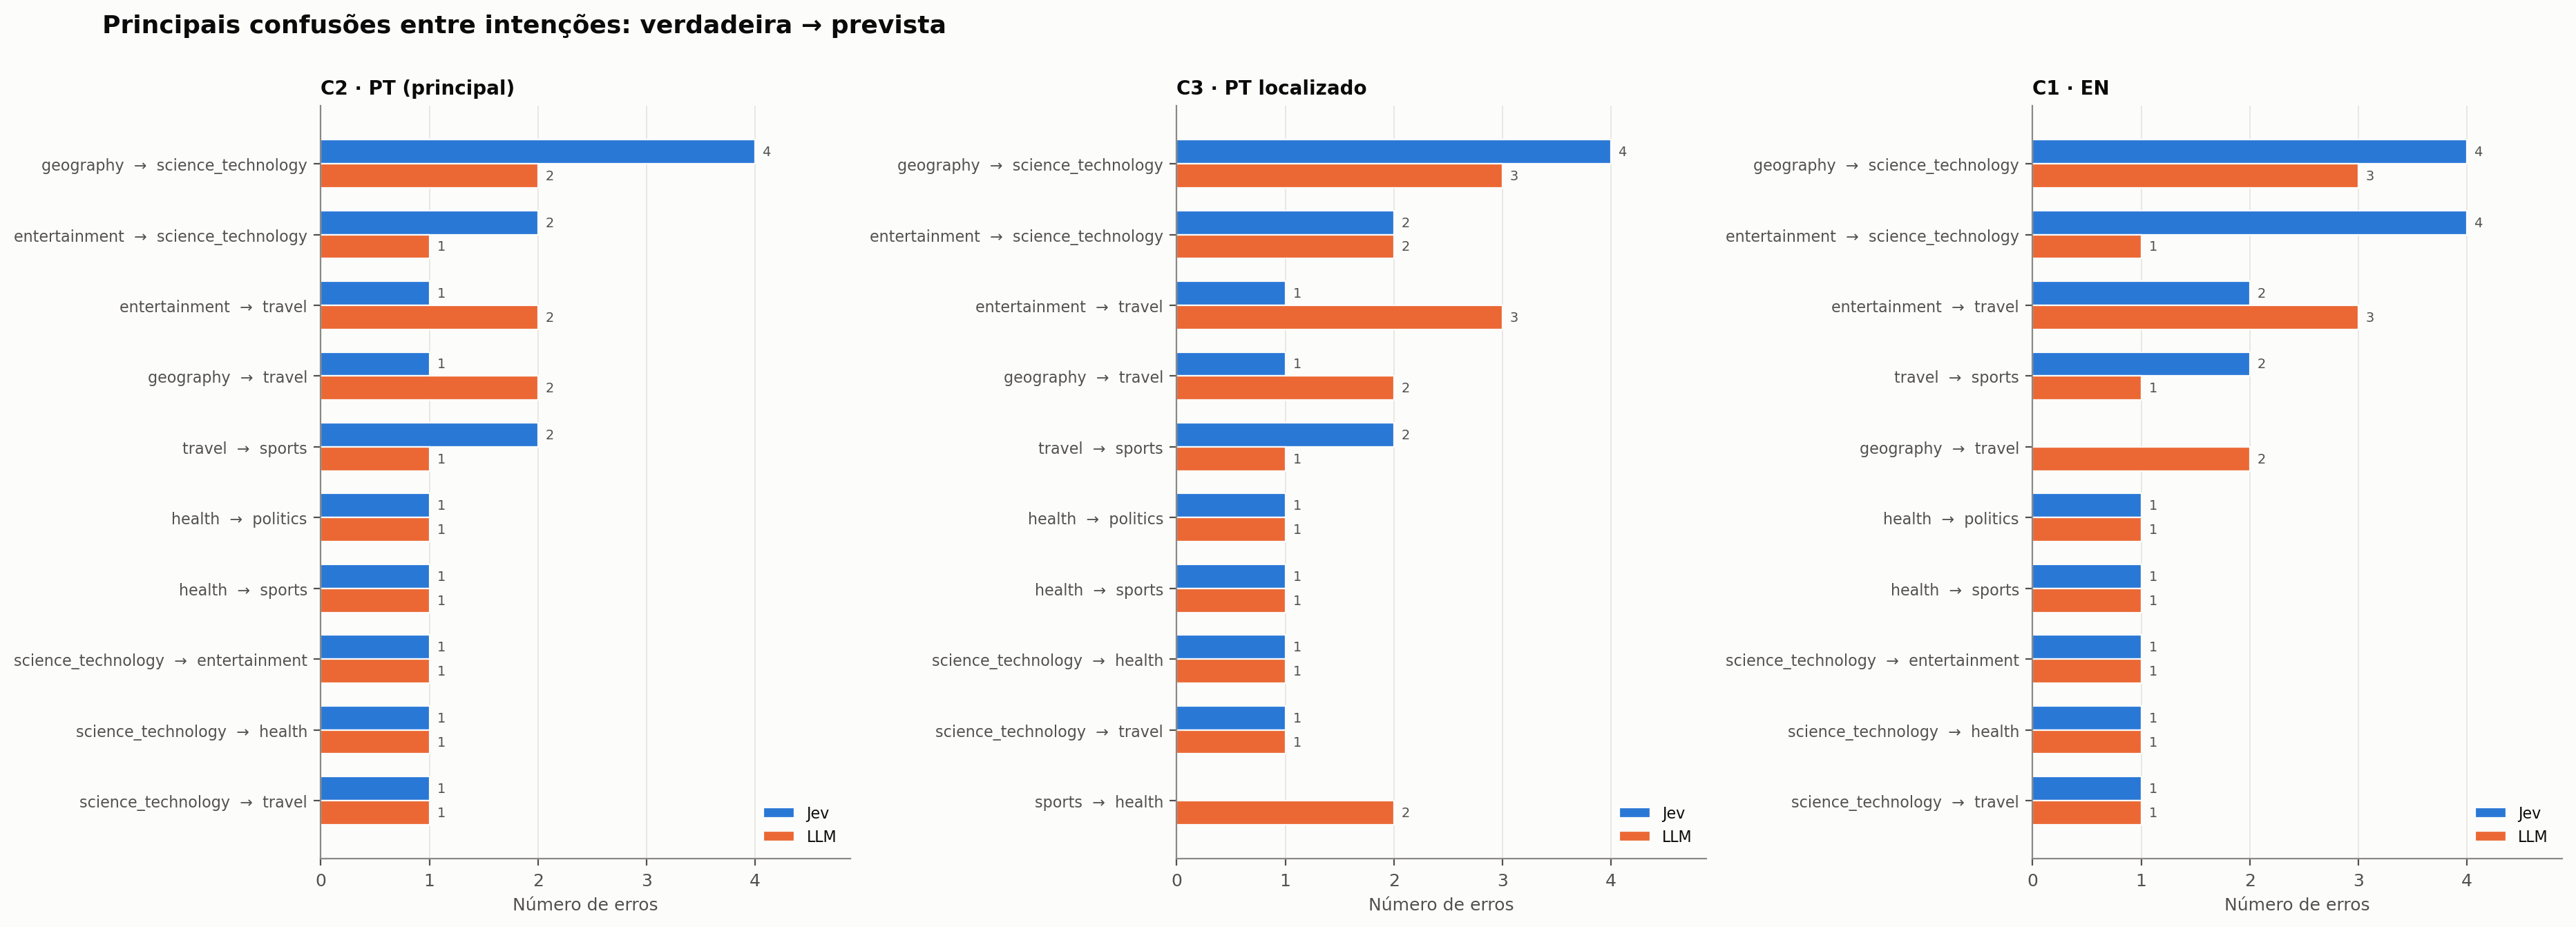 Principais confusões entre intenções: verdadeira → prevista
C2 · PT (principal)
geography → science_technology
4
2
entertainment → science_technology
2
1
entertainment → travel
1
2
geography → travel
1
2
travel → sports
2
1
health → politics
1
1
health → sports
1
1
science_technology → entertainment
1
1
science_technology → health
1
1
science_technology → travel
1
1
Jev
LLM
0 1 2 3 4
Número de erros
C3 · PT localizado
geography → science_technology
4
3
entertainment → science_technology
2
2
entertainment → travel
1
3
geography → travel
1
2
travel → sports
2
1
health → politics
1
1
health → sports
1
1
science_technology → health
1
1
science_technology → travel
1
1
sports → health
2
Jev
LLM
0 1 2 3 4
Número de erros
C1 · EN
geography → science_technology
4
3
entertainment → science_technology
4
1
entertainment → travel
2
3
travel → sports
2
1
geography → travel
2
health → politics
1
1
health → sports
1
1
science_technology → entertainment
1
1
science_technology → health
1
1
science_technology → travel
1
1
Jev
LLM
0 1 2 3 4
Número de erros